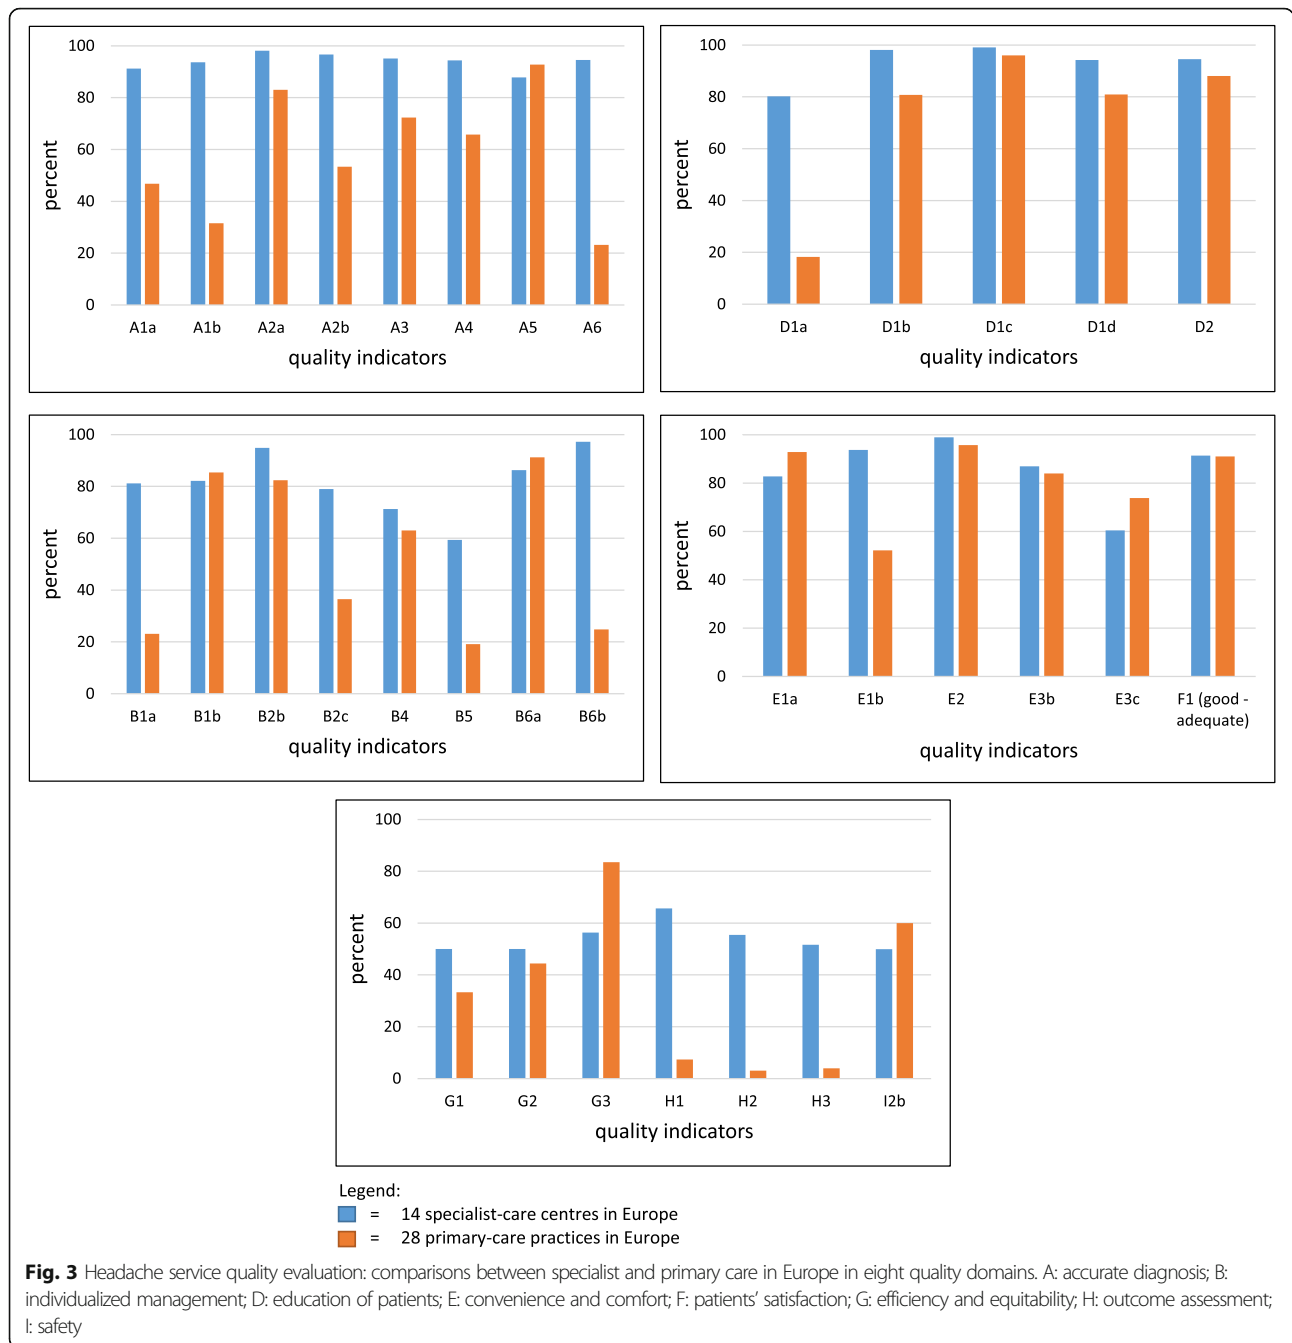 100
80
60
40
20
0
percent
A1a A1b A2a A2b A3 A4 A5 A6
quality indicators
100
80
60
40
20
0
percent
D1a D1b D1c D1d D2
quality indicators
100
80
60
40
20
0
percent
B1a B1b B2b B2c B4 B5 B6a B6b
quality indicators
100
80
60
40
20
0
percent
E1a E1b E2 E3b E3c F1 (good -
adequate)
quality indicators
100
80
60
40
20
0
percent
G1 G2 G3 H1 H2 H3 I2b
quality indicators
Legend:
= 14 specialist-care centres in Europe
= 28 primary-care practices in Europe
Fig. 3 Headache service quality evaluation: comparisons between specialist and primary care in Europe in eight quality domains. A: accurate diagnosis; B:
individualized management; D: education of patients; E: convenience and comfort; F: patients' satisfaction; G: efficiency and equitability; H: outcome assessment;
I: safety